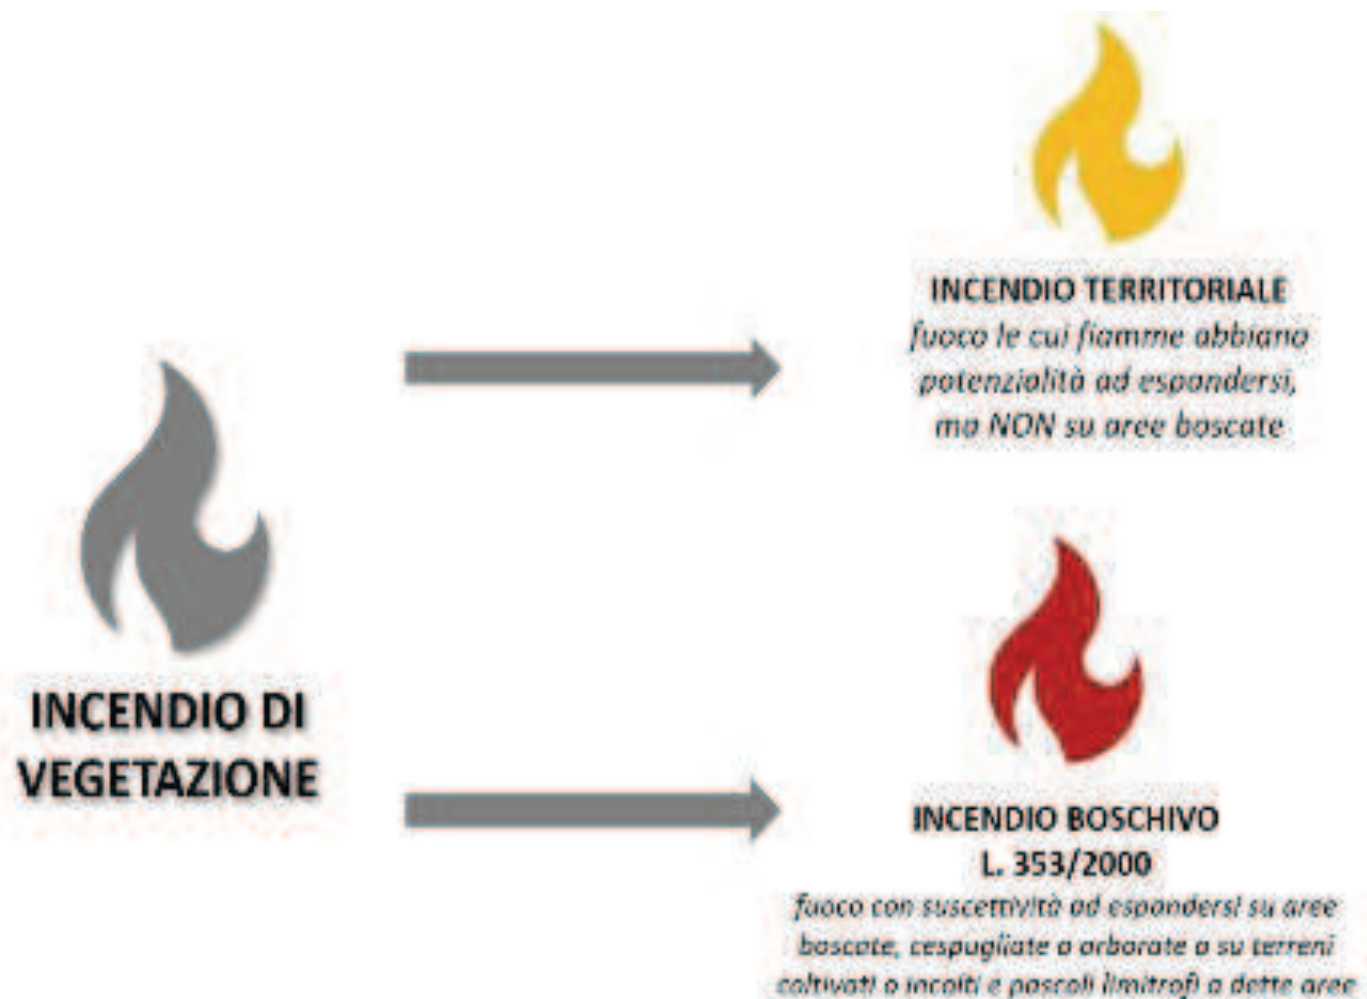 INCENDIO DI
VEGETAZIONE
INCENDIO TERRITORIALE
fuoco le cui fiamme abbiano
potenzialità ad espandersi,
ma NON su aree boscate
INCENDIO BOSCHIVO
L. 353/2000
fuoco con suscettività ad espandersi su aree
boscate, cespugliate o arborate o su terreni
coltivati o incolti e pascoli limitrofi a dette aree